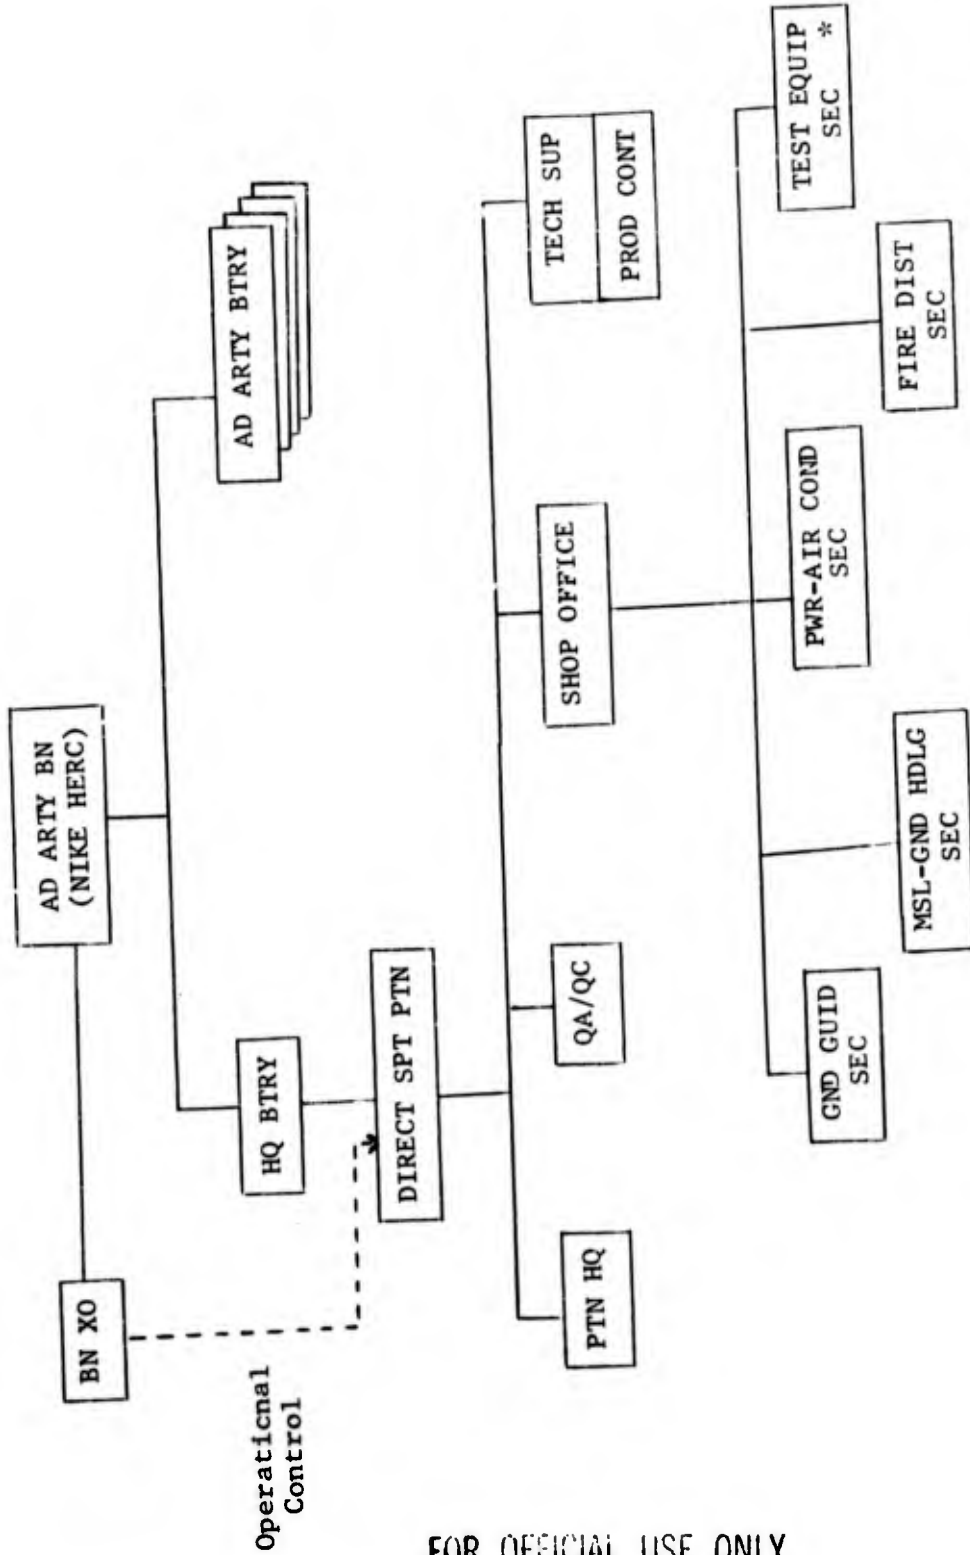 AD ARTY BN
(NIKE HERC)
BN XO
Operational
Control
HQ BTRY
AD ARTY BTRY
DIRECT SPT PTN
PTN HQ
QA/QC
SHOP OFFICE
TECH SUP
PROD CONT
GND GUID
SEC
MSL-GND HDLG
SEC
PWR-AIR COND
SEC
FIRE DIST
SEC
TEST EQUIP
SEC *
FOR OFFICIAL USE ONLY